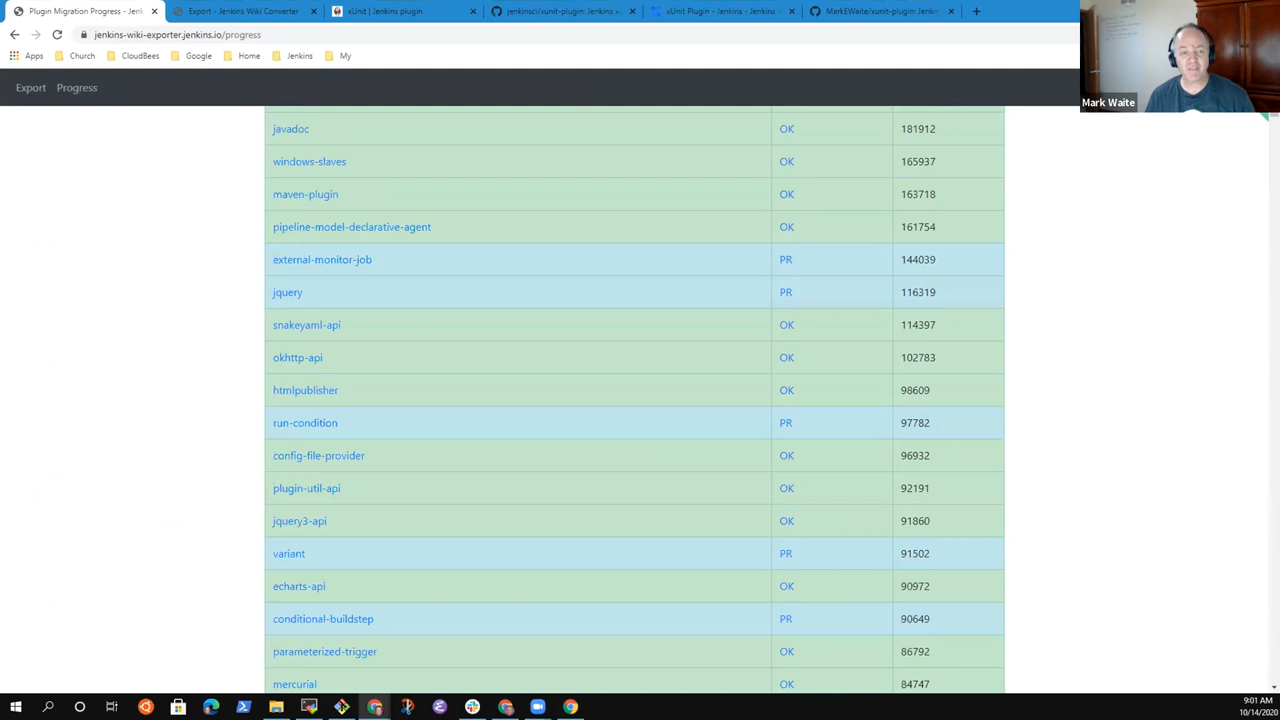 Plugin Migration Progress - Jen
Export - Jenkins Wiki Converter
xUnit | Jenkins plugin
jenkinsci/xunit-plugin: Jenkins x
xUnit Plugin - Jenkins - Jenkins
MarkEWaite/xunit-plugin: Jenkin
jenkins-wiki-exporter.jenkins.io/progress
Apps Church CloudBees Google Home Jenkins My
Mark Waite
Export Progress
javadoc OK 181912
windows-slaves OK 165937
maven-plugin OK 163718
pipeline-model-declarative-agent OK 161754
external-monitor-job PR 144039
jquery PR 116319
snakeyaml-api OK 114397
okhttp-api OK 102783
htmlpublisher OK 98609
run-condition PR 97782
config-file-provider OK 96932
plugin-util-api OK 92191
jquery3-api OK 91860
variant PR 91502
echarts-api OK 90972
conditional-buildstep PR 90649
parameterized-trigger OK 86792
mercurial OK 84747
9:01 AM
10/14/2020